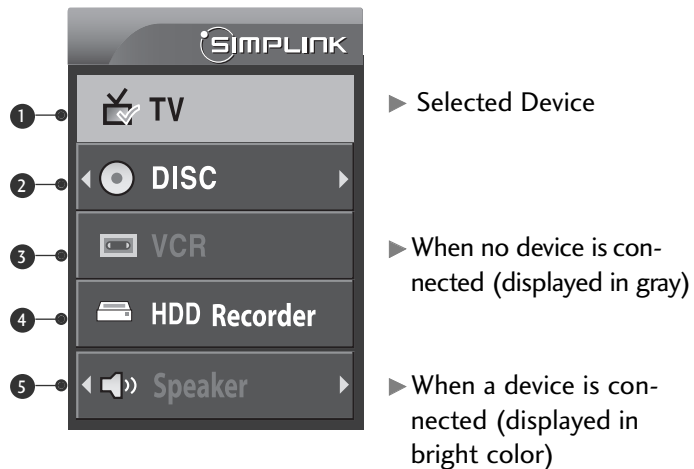 SIMPLINK
1 TV
2 DISC
3 VCR
4 HDD Recorder
5 Speaker
▶ Selected Device
▶ When no device is con-
nected (displayed in gray)
▶ When a device is con-
nected (displayed in
bright color)